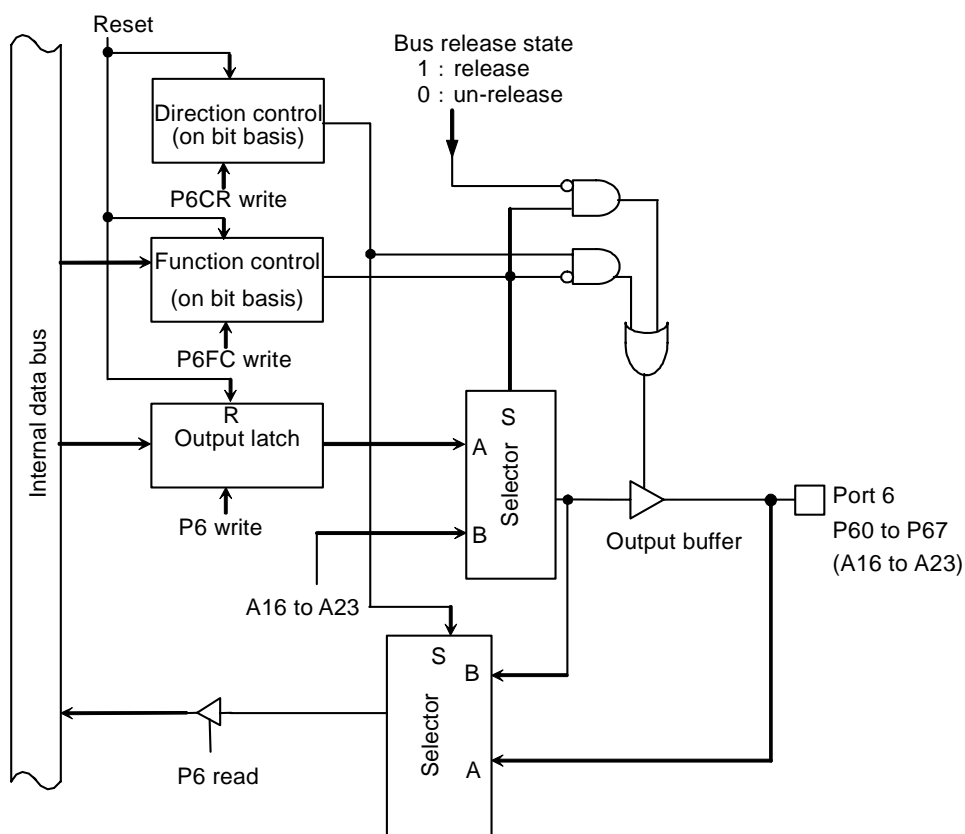 Reset
Bus release state
1 : release
0 : un-release
Direction control
(on bit basis)
P6CR write
Function control
(on bit basis)
P6FC write
Internal data bus
R
Output latch
P6 write
A16 to A23
S
A
B
Selector
Output buffer
Port 6
P60 to P67
(A16 to A23)
S
B
A
Selector
P6 read